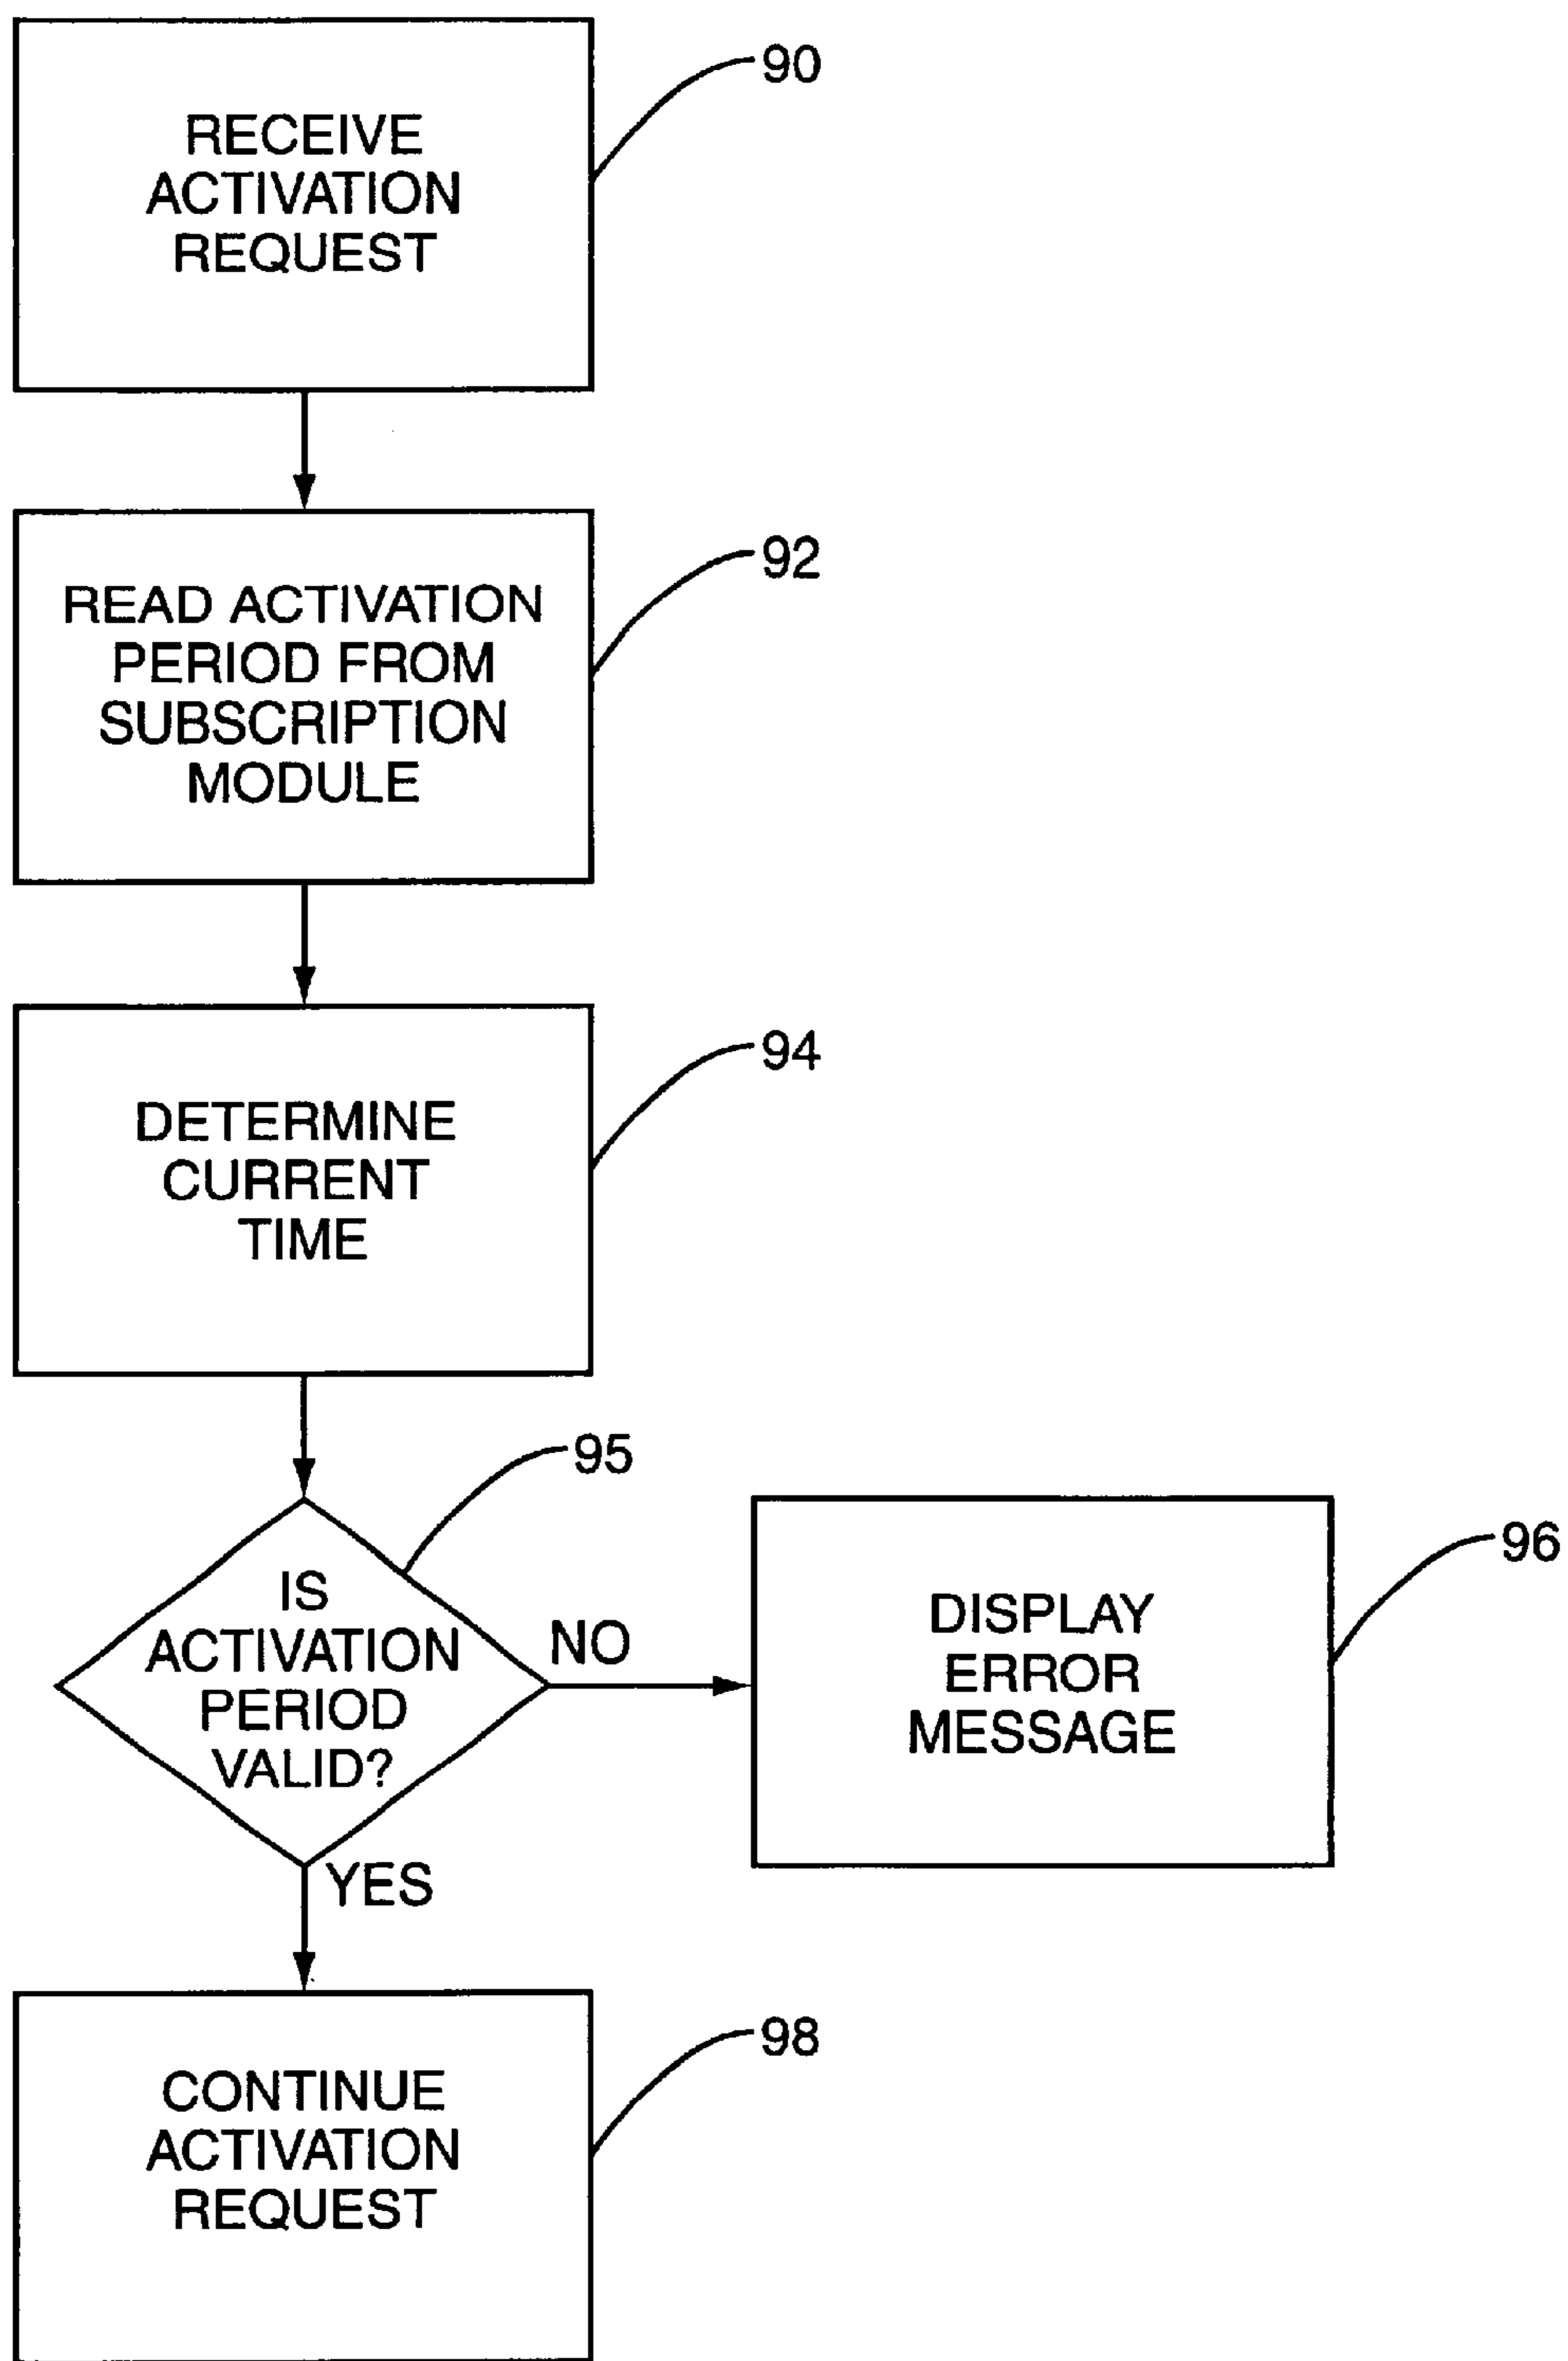 90
RECEIVE
ACTIVATION
REQUEST
92
READ ACTIVATION
PERIOD FROM
SUBSCRIPTION
MODULE
94
DETERMINE
CURRENT
TIME
95
IS
ACTIVATION
PERIOD
VALID?
NO
96
DISPLAY
ERROR
MESSAGE
YES
98
CONTINUE
ACTIVATION
REQUEST